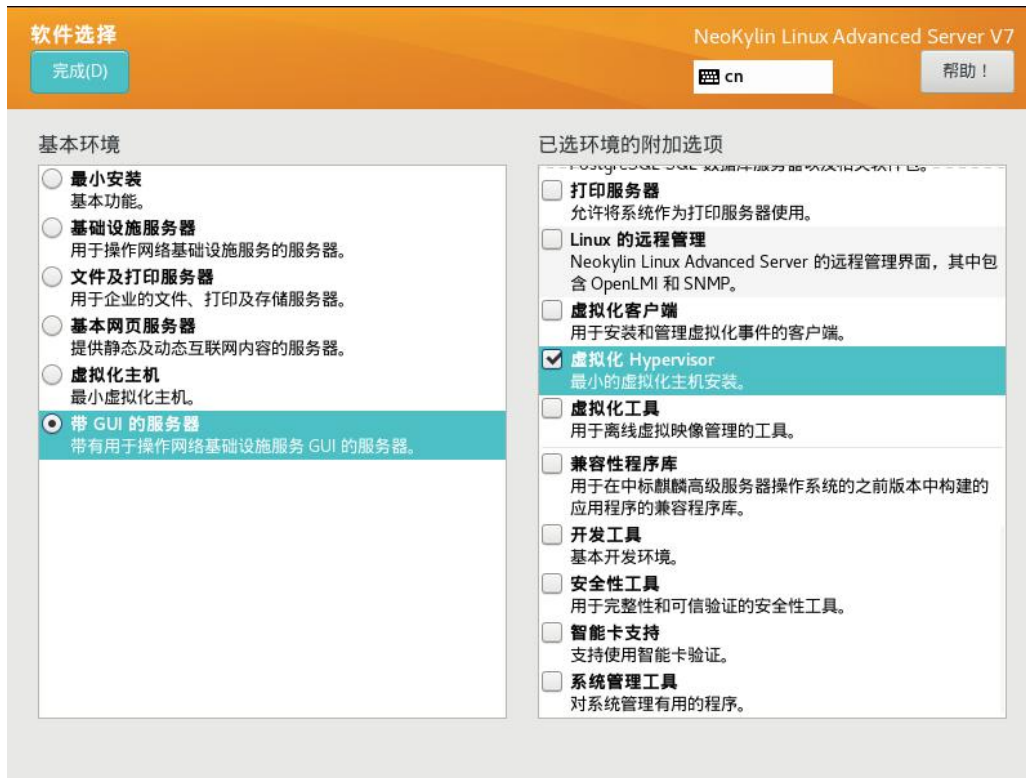 软件选择
NeoKylin Linux Advanced Server V7
完成(D)
cn
帮助！
基本环境
最小安装
基本功能。
基础设施服务器
用于操作网络基础设施服务的服务器。
文件及打印服务器
用于企业的文件、打印及存储服务器。
基本网页服务器
提供静态及动态互联网内容的服务器。
虚拟化主机
最小虚拟化主机。
带 GUI 的服务器
带有用于操作网络基础设施服务 GUI 的服务器。
已选环境的附加选项
PostgreSQL SQL 数据库服务器以及相关软件包。
打印服务器
允许将系统作为打印服务器使用。
Linux 的远程管理
Neokylin Linux Advanced Server 的远程管理界面，其中包
含 OpenLMI 和 SNMP。
虚拟化客户端
用于安装和管理虚拟化事件的客户端。
虚拟化 Hypervisor
最小的虚拟化主机安装。
虚拟化工具
用于离线虚拟映像管理的工具。
兼容性程序库
用于在中标麒麟高级服务器操作系统的之前版本中构建的
应用程序的兼容程序库。
开发工具
基本开发环境。
安全性工具
用于完整性和可信验证的安全性工具。
智能卡支持
支持使用智能卡验证。
系统管理工具
对系统管理有用的程序。